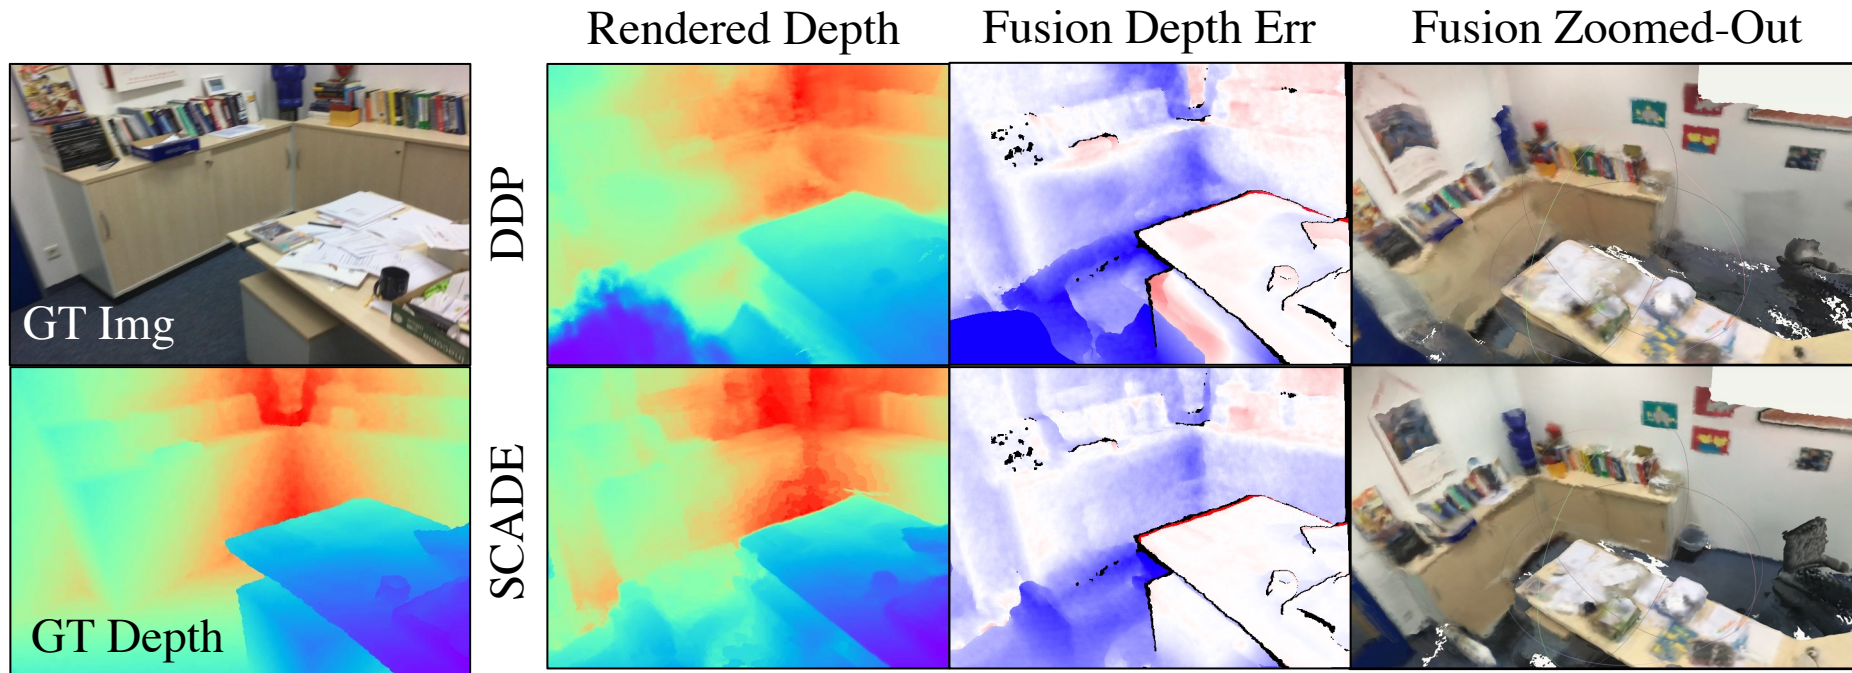 Rendered Depth
Fusion Depth Err
Fusion Zoomed-Out
GT Img
DDP
GT Depth
SCADE